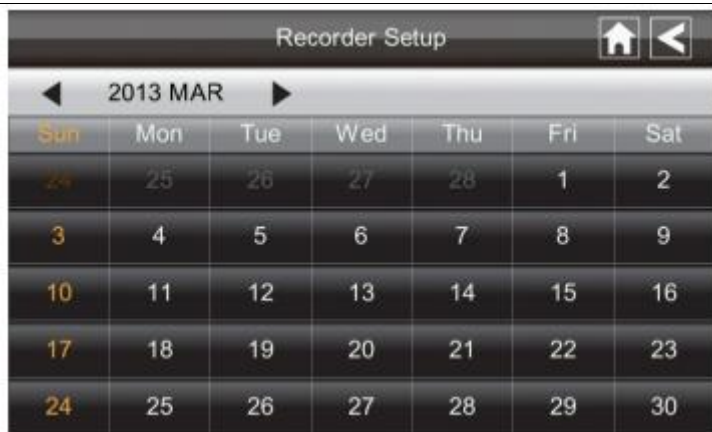 Recorder Setup
2013 MAR
Sun Mon Tue Wed Thu Fri Sat
24 25 26 27 28 1 2
3 4 5 6 7 8 9
10 11 12 13 14 15 16
17 18 19 20 21 22 23
24 25 26 27 28 29 30